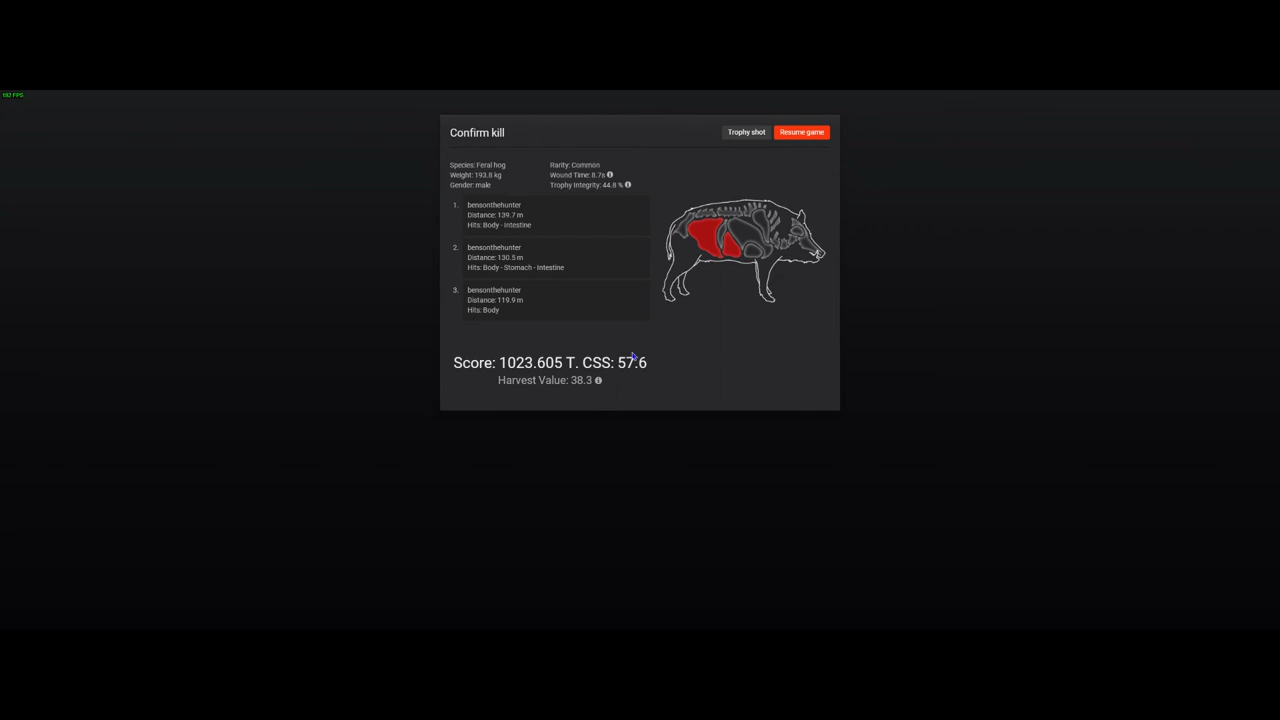 182 FPS
Confirm kill
Trophy shot
Resume game
Species: Feral hog
Rarity: Common
Weight: 193.8 kg
Wound Time: 8.7s
Gender: male
Trophy Integrity: 44.8 %
1. bensonthehunter
Distance: 139.7 m
Hits: Body - Intestine
2. bensonthehunter
Distance: 130.5 m
Hits: Body - Stomach - Intestine
3. bensonthehunter
Distance: 119.9 m
Hits: Body
Score: 1023.605 T. CSS: 57.6
Harvest Value: 38.3